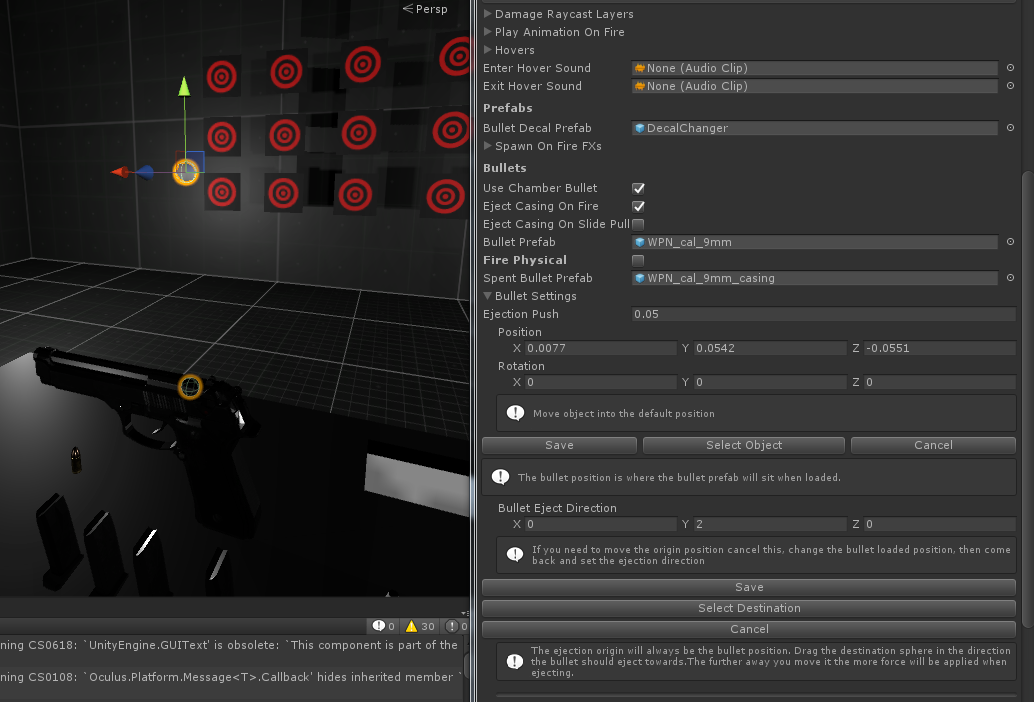 Persp
Damage Raycast Layers
Play Animation On Fire
Hovers
Enter Hover Sound None (Audio Clip)
Exit Hover Sound None (Audio Clip)
Prefabs
Bullet Decal Prefab DecalChanger
Spawn On Fire FXs
Bullets
Use Chamber Bullet
Eject Casing On Fire
Eject Casing On Slide Pull
Bullet Prefab WPN_cal_9mm
Fire Physical
Spent Bullet Prefab WPN_cal_9mm_casing
Bullet Settings
Ejection Push 0.05
Position
X 0.0077 Y 0.0542 Z -0.0551
Rotation
X 0 Y 0 Z 0
Move object into the default position
Save Select Object Cancel
The bullet position is where the bullet prefab will sit when loaded.
Bullet Eject Direction
X 0 Y 2 Z 0
If you need to move the origin position cancel this, change the bullet loaded position, then come
back and set the ejection direction
Save
Select Destination
Cancel
The ejection origin will always be the bullet position. Drag the destination sphere in the direction
the bullet should eject towards.The further away you move it the more force will be applied when
ejecting.
0 30 0
ning CS0618: `UnityEngine.GUIText' is obsolete: `This component is part of the
ning CS0108: `Oculus.Platform.Message<T>.Callback' hides inherited member `